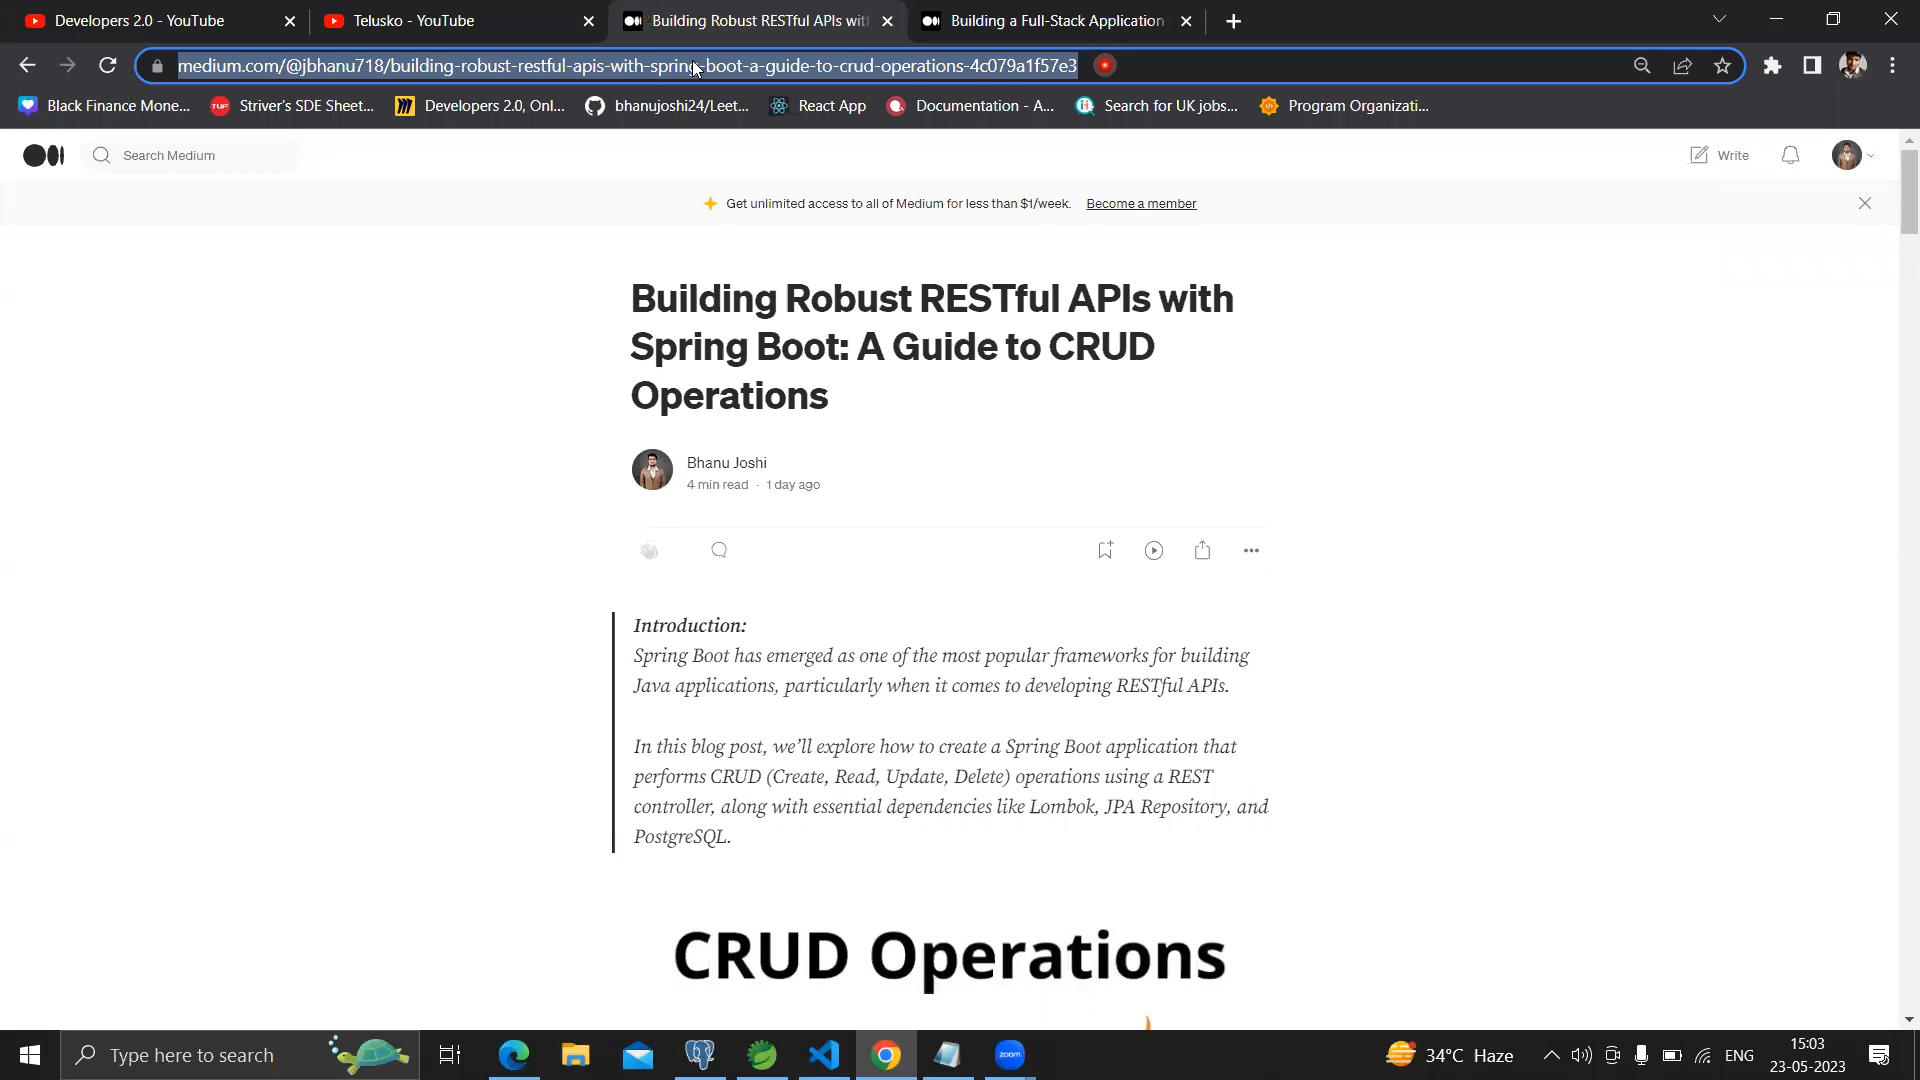 Developers 2.0 - YouTube
Telusko - YouTube
Building Robust RESTful APIs wit
Building a Full-Stack Application
medium.com/@jbhanu718/building-robust-restful-apis-with-spring-boot-a-guide-to-crud-operations-4c079a1f57e3
Black Finance Mone...
TUF
Striver's SDE Sheet...
Developers 2.0, Onl...
bhanujoshi24/Leet...
React App
Documentation - A...
Search for UK jobs...
Program Organizati...
Search Medium
Write
Get unlimited access to all of Medium for less than $1/week. Become a member
Building Robust RESTful APIs with
Spring Boot: A Guide to CRUD
Operations
Bhanu Joshi
4 min read · 1 day ago
Introduction:
Spring Boot has emerged as one of the most popular frameworks for building
Java applications, particularly when it comes to developing RESTful APIs.
In this blog post, we'll explore how to create a Spring Boot application that
performs CRUD (Create, Read, Update, Delete) operations using a REST
controller, along with essential dependencies like Lombok, JPA Repository, and
PostgreSQL.
CRUD Operations
Type here to search
zoom
34°C Haze
ENG
15:03
23-05-2023